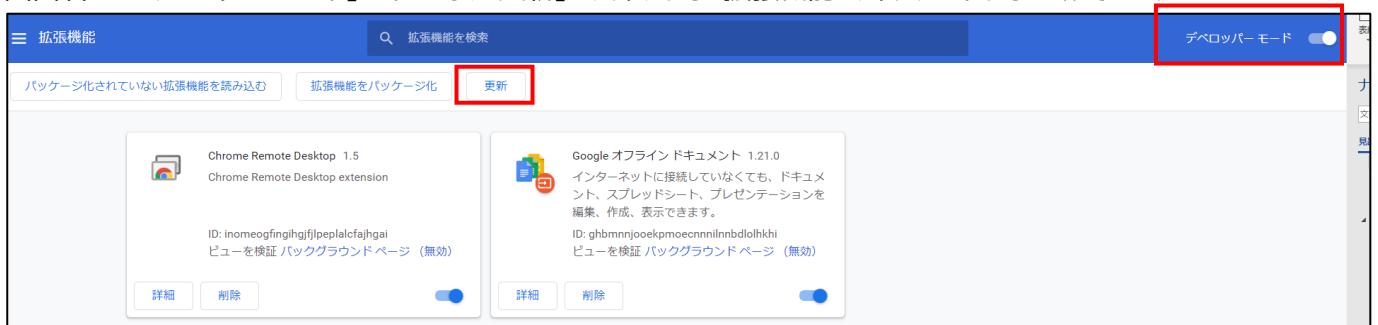 拡張機能
拡張機能を検索
デベロッパー モード
パッケージ化されていない拡張機能を読み込む
拡張機能をパッケージ化
更新
Chrome Remote Desktop 1.5
Chrome Remote Desktop extension
ID: inomeogfingihgjfjlpeplalcfajhgai
ビューを検証 バックグラウンド ページ （無効）
詳細
削除
Google オフライン ドキュメント 1.21.0
インターネットに接続していなくても、ドキュメ
ント、スプレッドシート、プレゼンテーションを
編集、作成、表示できます。
ID: ghbmnnjooekpmoecnnnilnnbdlolhkhi
ビューを検証 バックグラウンド ページ （無効）
詳細
削除
ナ
文